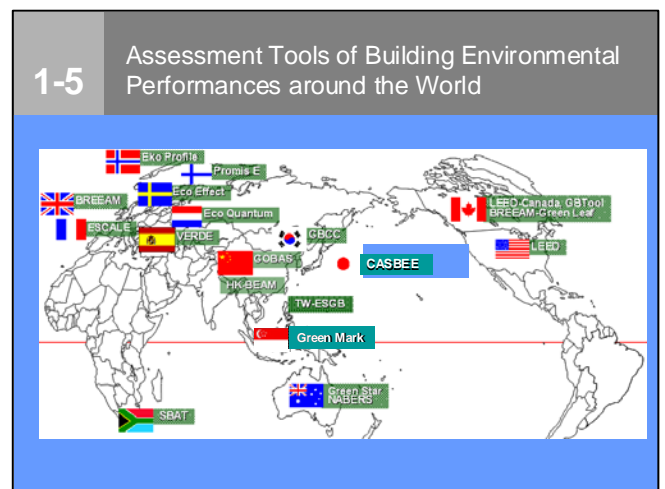 1-5
Assessment Tools of Building Environmental
Performances around the World
Eko Profile
Promis E
BREEAM
Eco Effect
LEED-Canada, GBTool
BREEAM-Green Leaf
Eco Quantum
ESCALE
VERDE
GBCC
LEED
GOBAS
CASBEE
HK-BEAM
TW-ESGB
Green Mark
Green Star
NABERS
SBAT